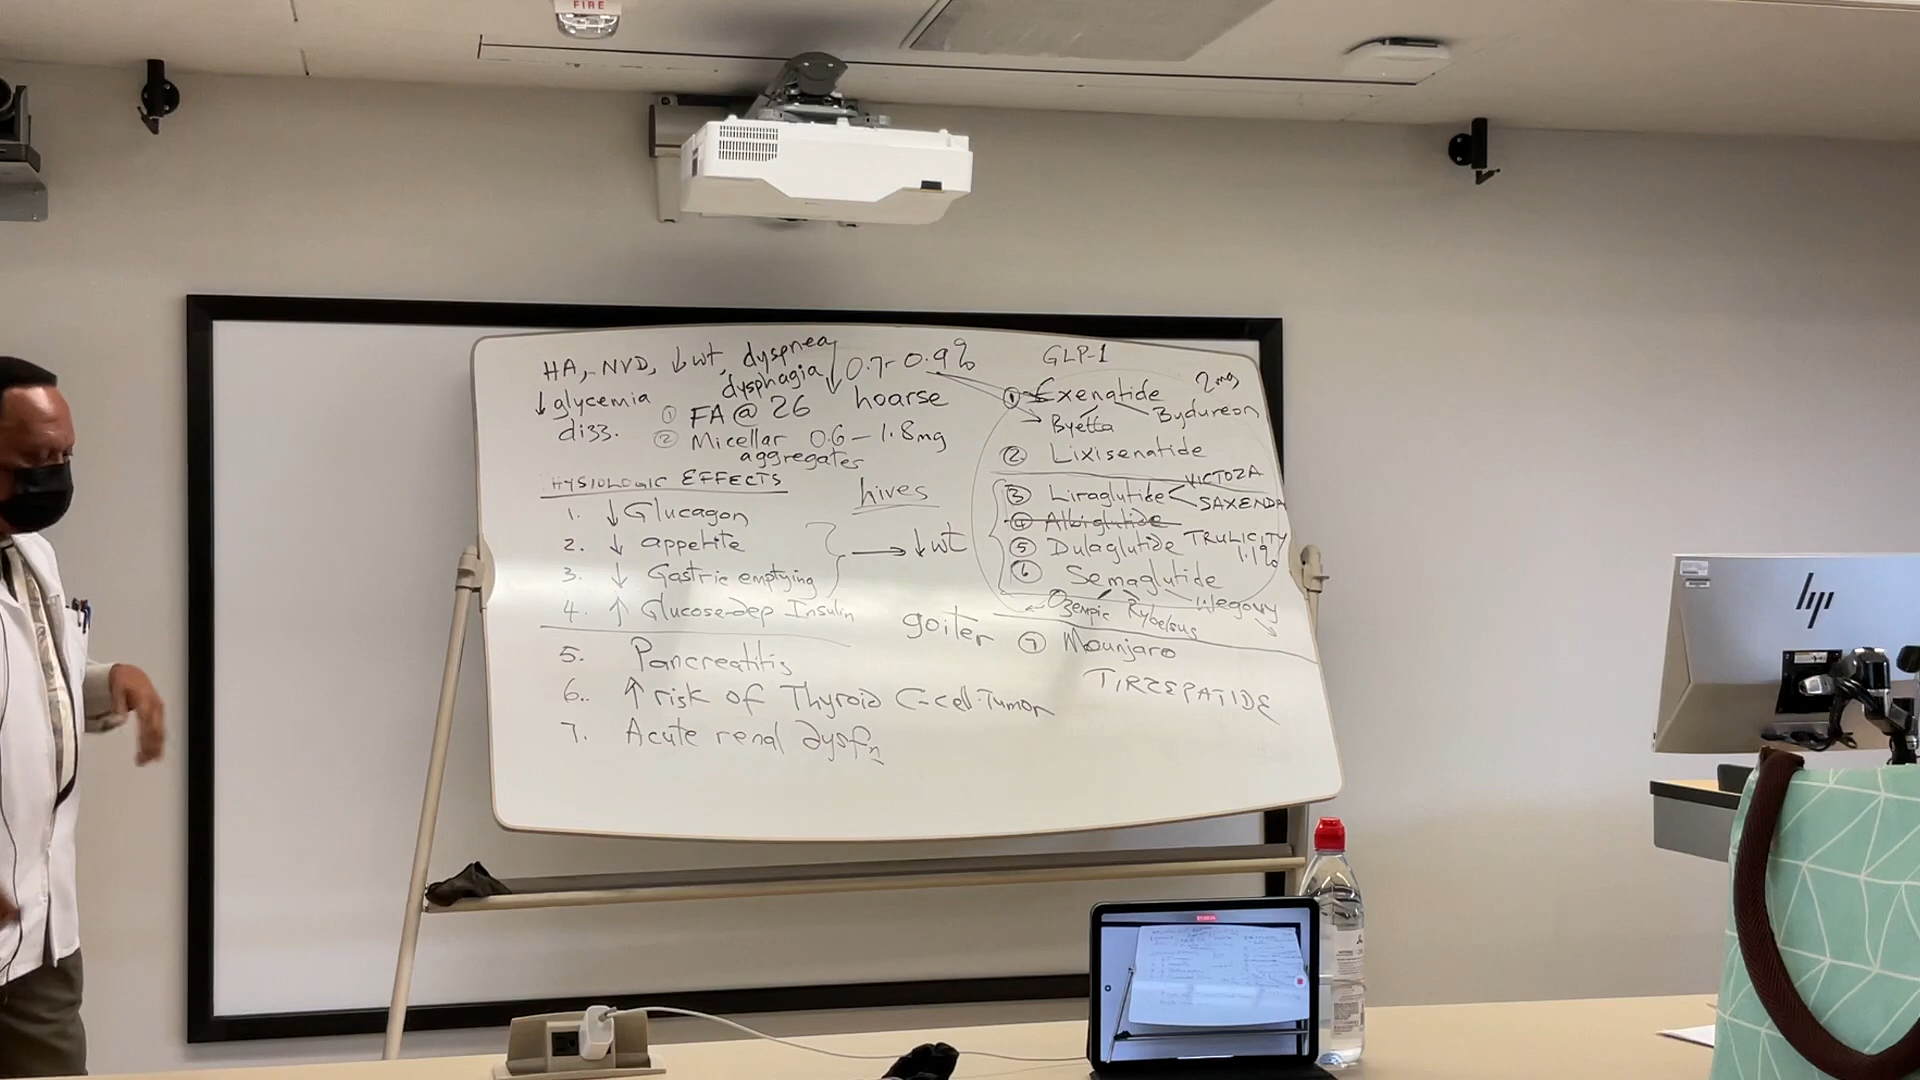 FIRE
HA, NVD, ↓wt, dyspnea
dysphagia
↓glycemia
dizz.
① FA @ 26
② Micellar 0.6 – 1.8mg
aggregates
↓ 0.7 - 0.9%
hoarse
HYSIOLOGIC EFFECTS
1. ↓ Glucagon
2. ↓ appetite
3. ↓ Gastric emptying
4. ↑ Glucose-dep Insulin
hives
→ ↓wt
5. Pancreatitis
6. ↑ risk of Thyroid C-cell Tumor
7. Acute renal dysfn
goiter
GLP-1
① Exenatide 2mg
Byetta Bydureon
② Lixisenatide
③ Liraglutide VICTOZA
SAXENDA
④ Albiglutide
⑤ Dulaglutide TRULICITY
1.1%
⑥ Semaglutide
Ozempic Rybelsus Wegovy
⑦ Mounjaro
TIRZEPATIDE
hp